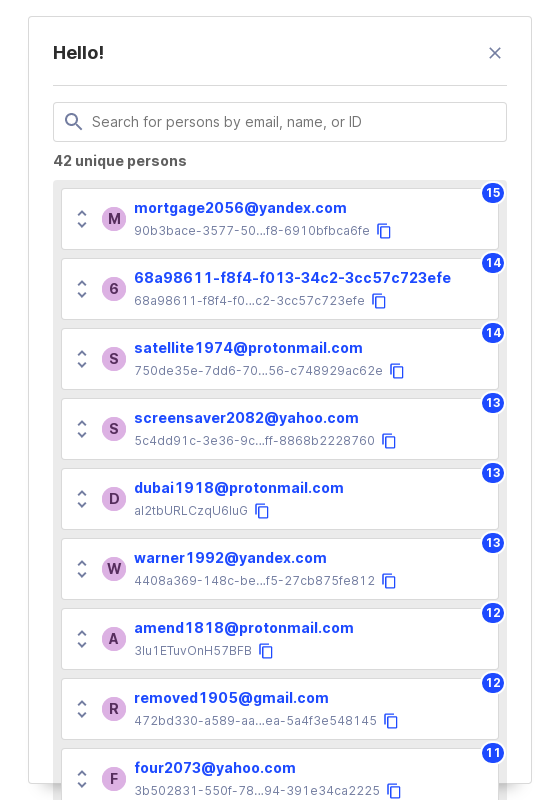 Hello!
Search for persons by email, name, or ID
42 unique persons
15
M
mortgage2056@yandex.com
90b3bace-3577-50...f8-6910bfbca6fe
14
6
68a98611-f8f4-f013-34c2-3cc57c723efe
68a98611-f8f4-f0...c2-3cc57c723efe
14
S
satellite1974@protonmail.com
750de35e-7dd6-70...56-c748929ac62e
13
S
screensaver2082@yahoo.com
5c4dd91c-3e36-9c...ff-8868b2228760
13
D
dubai1918@protonmail.com
al2tbURLCzqU6luG
13
W
warner1992@yandex.com
4408a369-148c-be...f5-27cb875fe812
12
A
amend1818@protonmail.com
3lu1ETuvOnH57BFB
12
R
removed1905@gmail.com
472bd330-a589-aa...ea-5a4f3e548145
11
F
four2073@yahoo.com
3b502831-550f-78...94-391e34ca2225